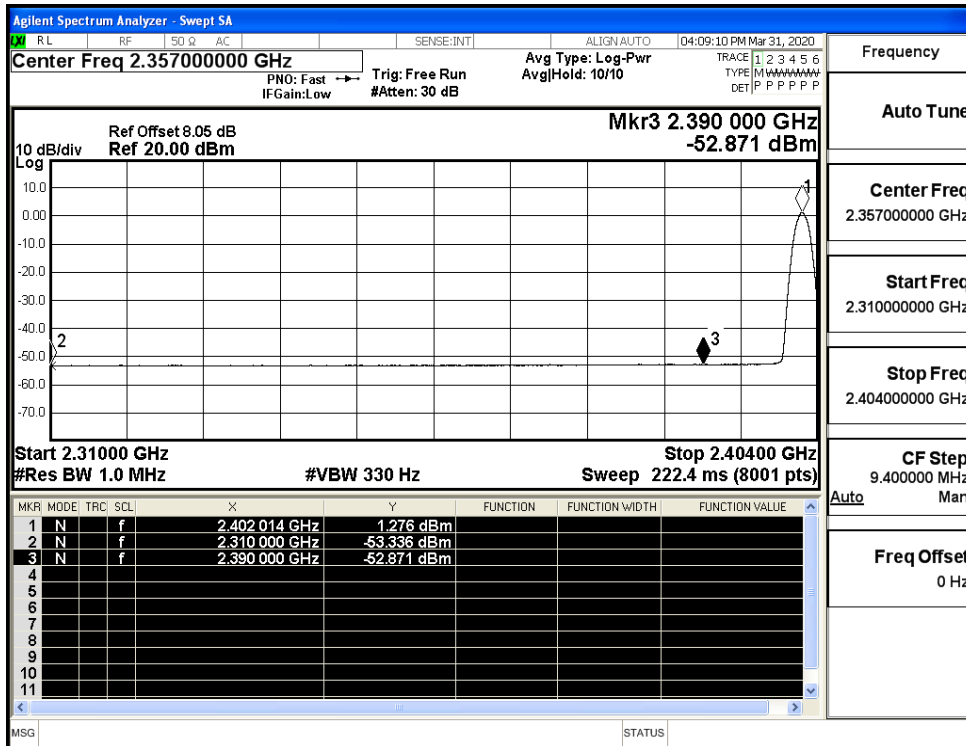 Agilent Spectrum Analyzer - Swept SA
LXI RL RF 50 Ω AC SENSE:INT ALIGN AUTO 04:09:10 PM Mar 31, 2020
Center Freq 2.357000000 GHz
PNO: Fast
IFGain:Low
Trig: Free Run
#Atten: 30 dB
Avg Type: Log-Pwr
Avg|Hold: 10/10
TRACE 1 2 3 4 5 6
TYPE M WWWWW
DET P P P P P P
Ref Offset 8.05 dB
Ref 20.00 dBm
10 dB/div
Log
Mkr3 2.390 000 GHz
-52.871 dBm
10.0
0.00
-10.0
-20.0
-30.0
-40.0
-50.0
-60.0
-70.0
1
2
3
Start 2.31000 GHz Stop 2.40400 GHz
#Res BW 1.0 MHz #VBW 330 Hz Sweep 222.4 ms (8001 pts)
MKR MODE TRC SCL X Y FUNCTION FUNCTION WIDTH FUNCTION VALUE
1 N f 2.402 014 GHz 1.276 dBm
2 N f 2.310 000 GHz -53.336 dBm
3 N f 2.390 000 GHz -52.871 dBm
4
5
6
7
8
9
10
11
MSG STATUS
Frequency
Auto Tune
Center Freq
2.357000000 GHz
Start Freq
2.310000000 GHz
Stop Freq
2.404000000 GHz
CF Step
9.400000 MHz
Auto Man
Freq Offset
0 Hz